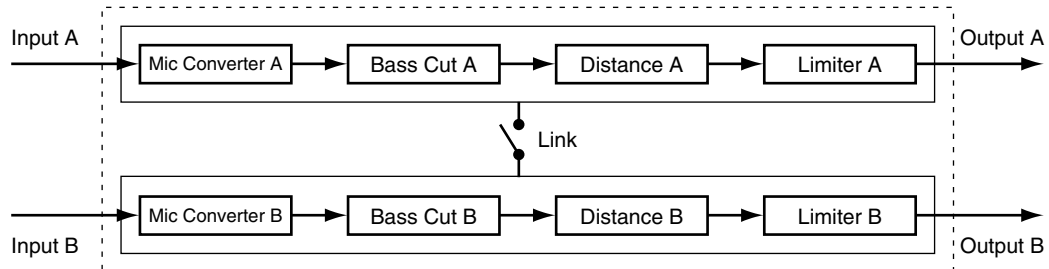 Input A
Output A
Mic Converter A
Bass Cut A
Distance A
Limiter A
Link
Mic Converter B
Bass Cut B
Distance B
Limiter B
Input B
Output B